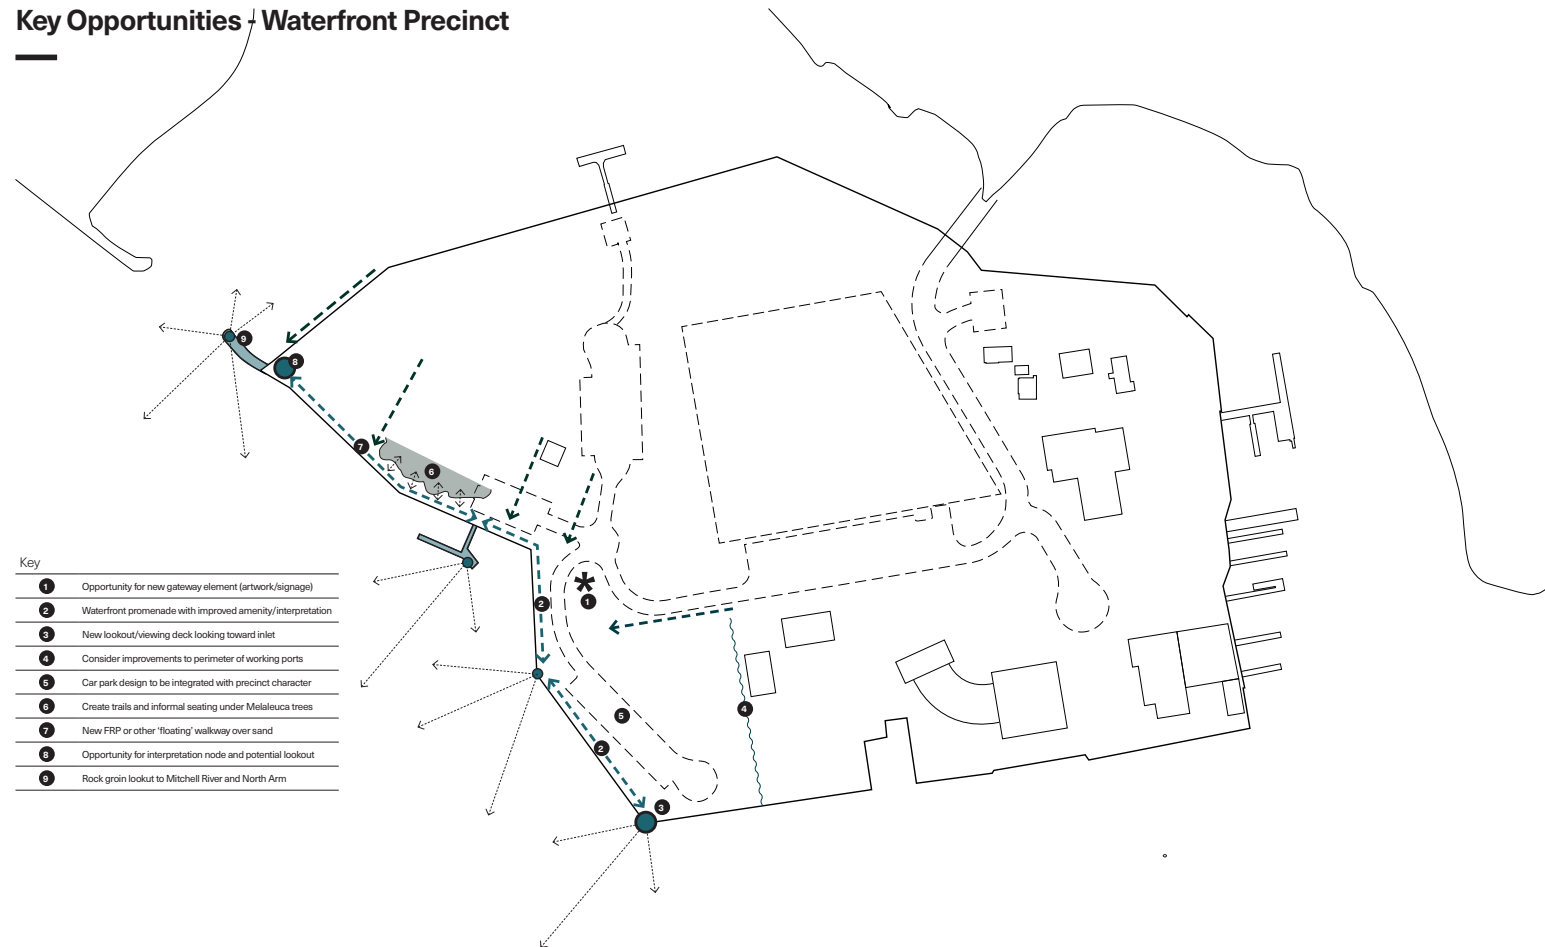 Key Opportunities - Waterfront Precinct
9
8
7
6
2
1
5
4
2
3
Key
1 Opportunity for new gateway element (artwork/signage)
2 Waterfront promenade with improved amenity/interpretation
3 New lookout/viewing deck looking toward inlet
4 Consider improvements to perimeter of working ports
5 Car park design to be integrated with precinct character
6 Create trails and informal seating under Melaleuca trees
7 New FRP or other ‘floating’ walkway over sand
8 Opportunity for interpretation node and potential lookout
9 Rock groin lookut to Mitchell River and North Arm